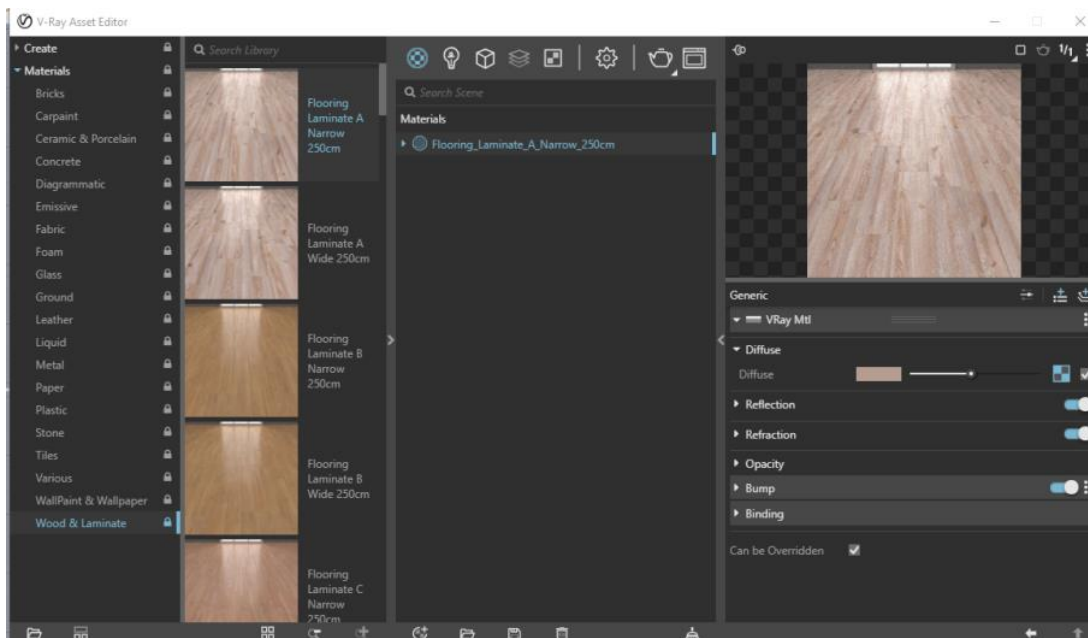 V-Ray Asset Editor
Create
Materials
Bricks
Carpaint
Ceramic & Porcelain
Concrete
Diagrammatic
Emissive
Fabric
Foam
Glass
Ground
Leather
Liquid
Metal
Paper
Plastic
Stone
Tiles
Various
WallPaint & Wallpaper
Wood & Laminate
Search Library
Flooring
Laminate A
Narrow
250cm
Flooring
Laminate A
Wide 250cm
Flooring
Laminate B
Narrow
250cm
Flooring
Laminate B
Wide 250cm
Flooring
Laminate C
Narrow
250cm
Search Scene
Materials
Flooring_Laminate_A_Narrow_250cm
1/1
Generic
VRay Mtl
Diffuse
Diffuse
Reflection
Refraction
Opacity
Bump
Binding
Can be Overridden